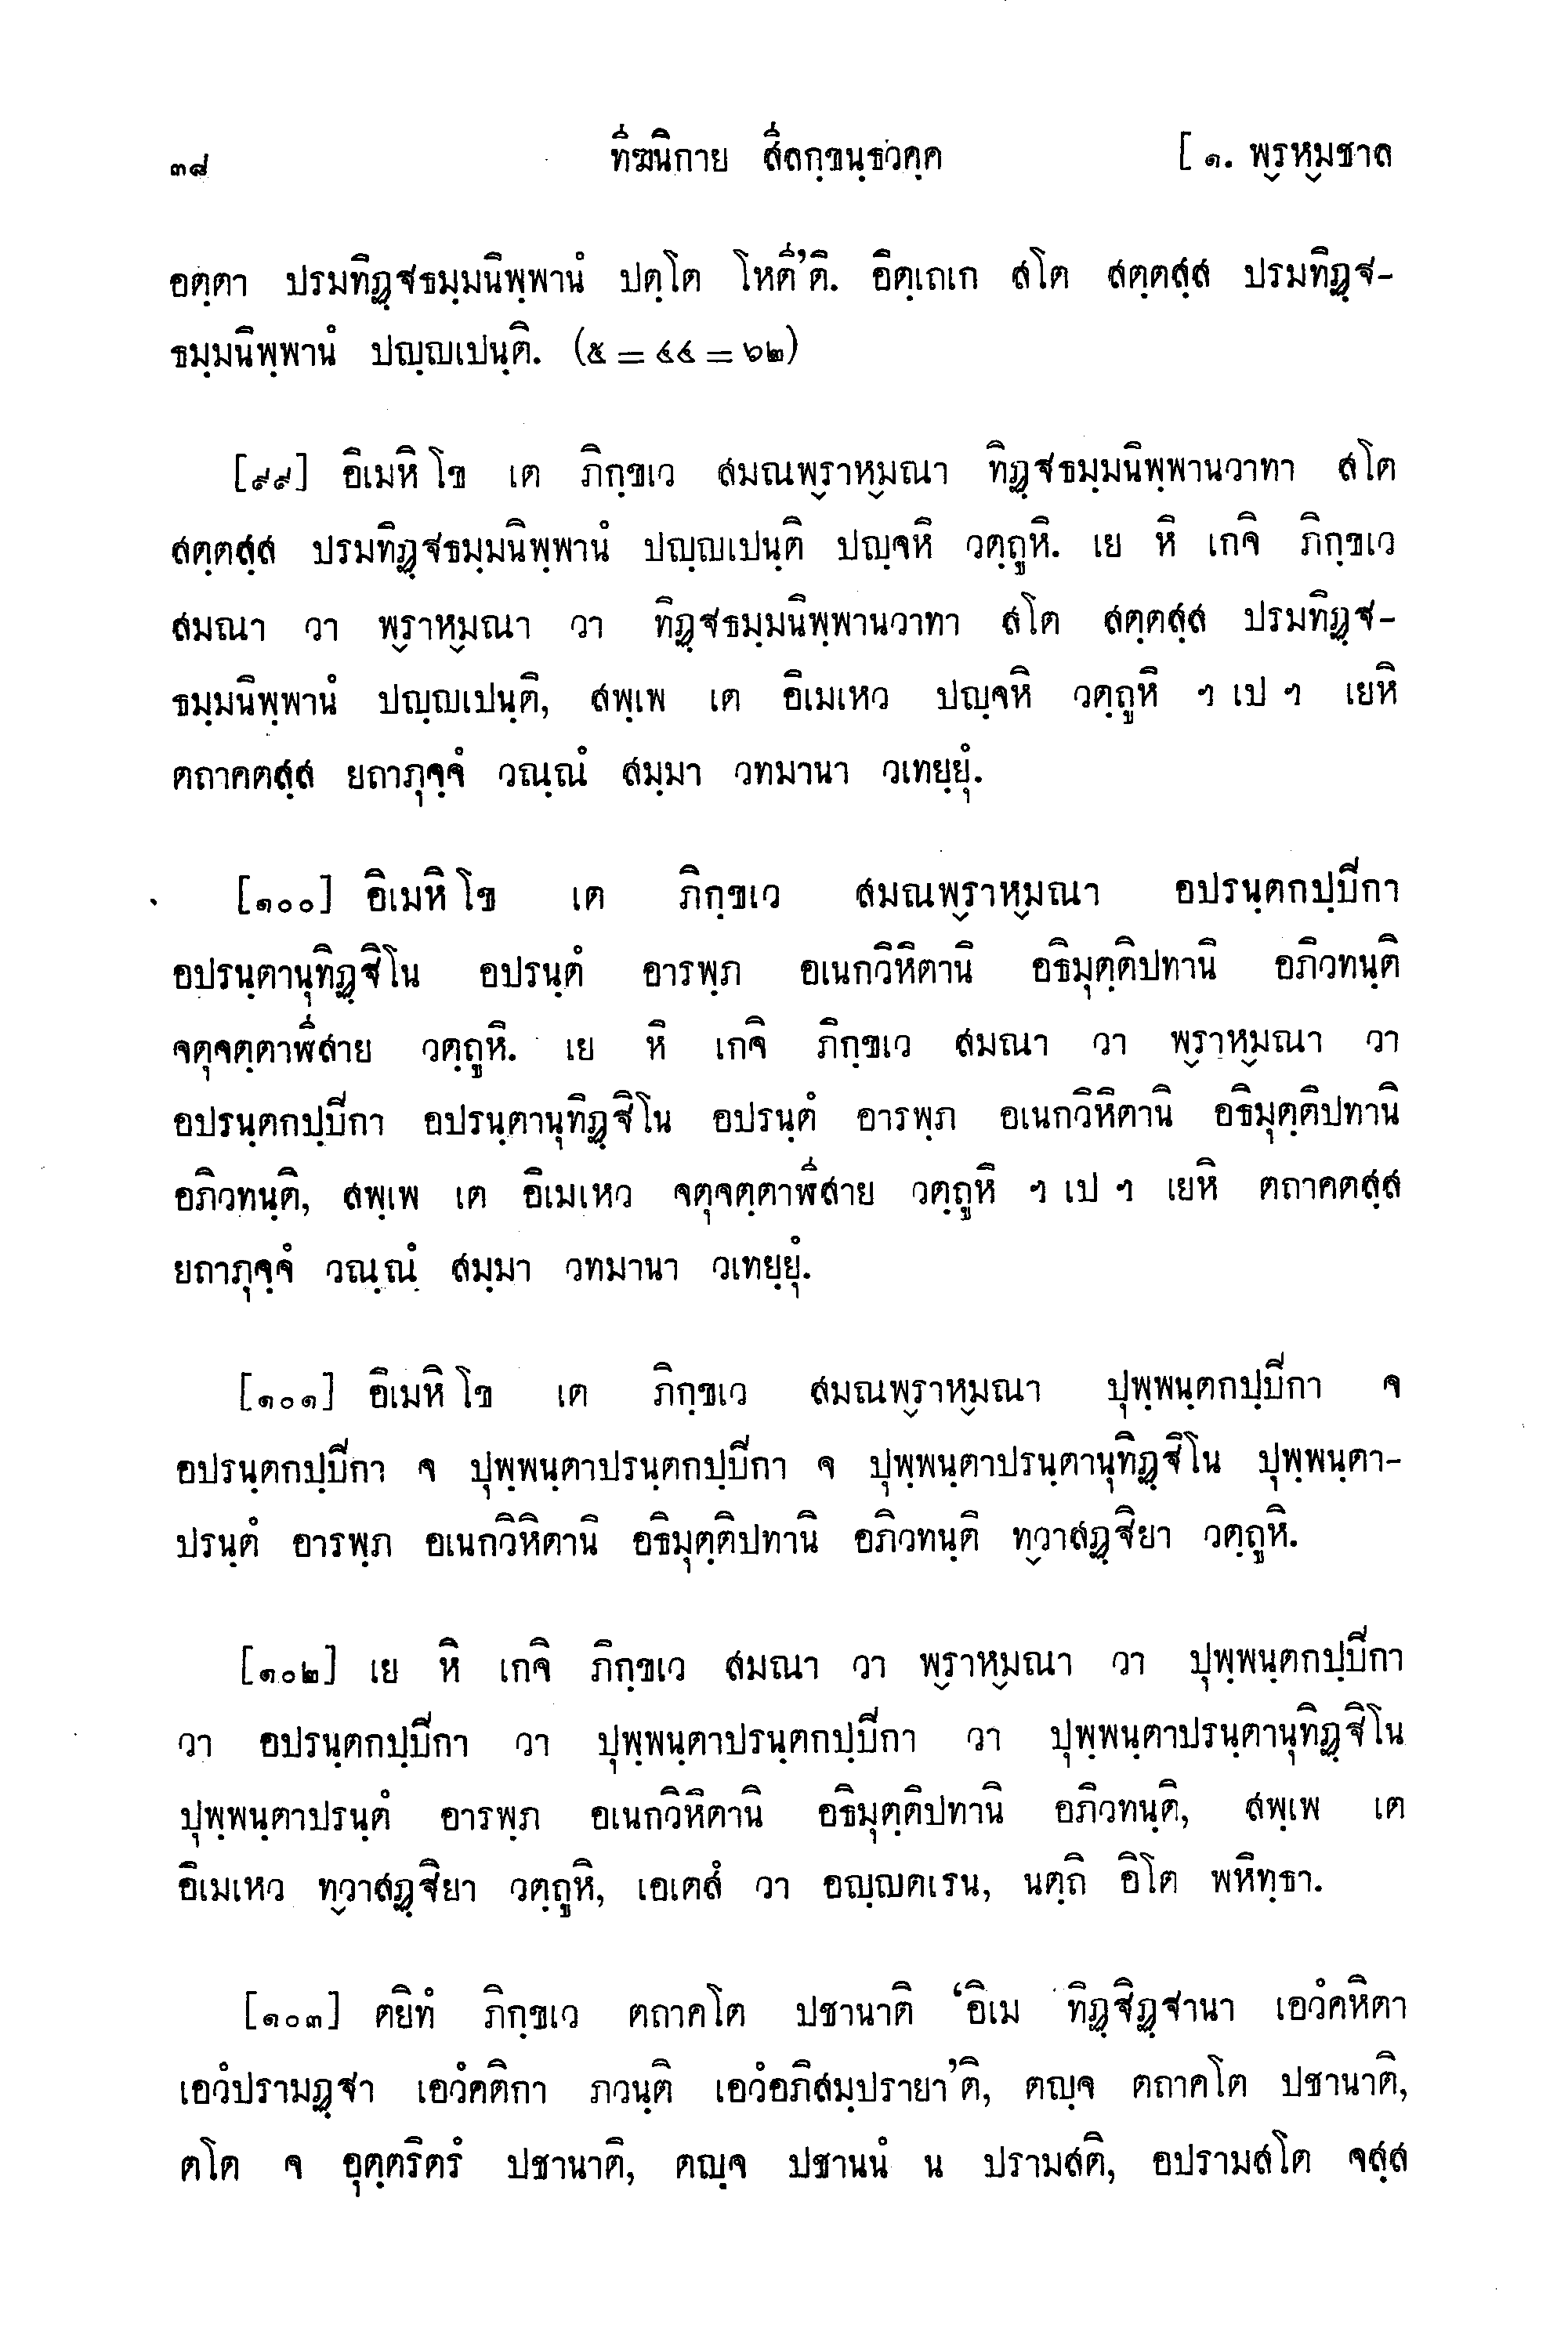 ๓๘ ทีฆนิกาย สีลกฺขนฺธวคฺค [ ๑. พฺรหฺมชาล
อตฺตา ปรมทิฏฺฐธมฺมนิพฺพานํ ปตฺโต โหตี’ติ. อิตฺเถเก สโต สตฺตสฺส ปรมทิฏฺฐ-
ธมฺมนิพฺพานํ ปญฺญเปนฺติ. (๕ = ๔๔ = ๖๒)
[๙๙] อิเมหิ โข เต ภิกฺขเว สมณพฺราหฺมณา ทิฏฺฐธมฺมนิพฺพานวาทา สโต
สตฺตสฺส ปรมทิฏฺฐธมฺมนิพฺพานํ ปญฺญเปนฺติ ปญฺจหิ วตฺถูหิ. เย หิ เกจิ ภิกฺขเว
สมณา วา พฺราหฺมณา วา ทิฏฺฐธมฺมนิพฺพานวาทา สโต สตฺตสฺส ปรมทิฏฺฐ-
ธมฺมนิพฺพานํ ปญฺญเปนฺติ, สพฺเพ เต อิเมเหว ปญฺจหิ วตฺถูหิ ฯ เป ฯ เยหิ
ตถาคตสฺส ยถาภุจฺจํ วณฺณํ สมฺมา วทมานา วเทยฺยุํ.
[๑๐๐] อิเมหิ โข เต ภิกฺขเว สมณพฺราหฺมณา อปรนฺตกปฺปิกา
อปรนฺตานุทิฏฺฐิโน อปรนฺตํ อารพฺภ อเนกวิหิตานิ อธิมุตฺติปทานิ อภิวทนฺติ
จตุจตฺตาฬีสาย วตฺถูหิ. เย หิ เกจิ ภิกฺขเว สมณา วา พฺราหฺมณา วา
อปรนฺตกปฺปิกา อปรนฺตานุทิฏฺฐิโน อปรนฺตํ อารพฺภ อเนกวิหิตานิ อธิมุตฺติปทานิ
อภิวทนฺติ, สพฺเพ เต อิเมเหว จตุจตฺตาฬีสาย วตฺถูหิ ฯ เป ฯ เยหิ ตถาคตสฺส
ยถาภุจฺจํ วณฺณํ สมฺมา วทมานา วเทยฺยุํ.
[๑๐๑] อิเมหิ โข เต ภิกฺขเว สมณพฺราหฺมณา ปุพฺพนฺตกปฺปิกา จ
อปรนฺตกปฺปิกา จ ปุพฺพนฺตาปรนฺตกปฺปิกา จ ปุพฺพนฺตาปรนฺตานุทิฏฺฐิโน ปุพฺพนฺตา-
ปรนฺตํ อารพฺภ อเนกวิหิตานิ อธิมุตฺติปทานิ อภิวทนฺติ ทฺวาสฏฺฐิยา วตฺถูหิ.
[๑๐๒] เย หิ เกจิ ภิกฺขเว สมณา วา พฺราหฺมณา วา ปุพฺพนฺตกปฺปิกา
วา อปรนฺตกปฺปิกา วา ปุพฺพนฺตาปรนฺตกปฺปิกา วา ปุพฺพนฺตาปรนฺตานุทิฏฺฐิโน
ปุพฺพนฺตาปรนฺตํ อารพฺภ อเนกวิหิตานิ อธิมุตฺติปทานิ อภิวทนฺติ, สพฺเพ เต
อิเมเหว ทฺวาสฏฺฐิยา วตฺถูหิ, เอเตสํ วา อญฺญตเรน, นตฺถิ อิโต พหิทฺธา.
[๑๐๓] ตยิทํ ภิกฺขเว ตถาคโต ปชานาติ ‘อิเม ทิฏฺฐิฏฺฐานา เอวํคหิตา
เอวํปรามฏฺฐา เอวํคติกา ภวนฺติ เอวํอภิสมฺปรายา’ติ, ตญฺจ ตถาคโต ปชานาติ,
ตโต จ อุตฺตริตรํ ปชานาติ, ตญฺจ ปชานนํ น ปรามสติ, อปรามสโต จสฺส